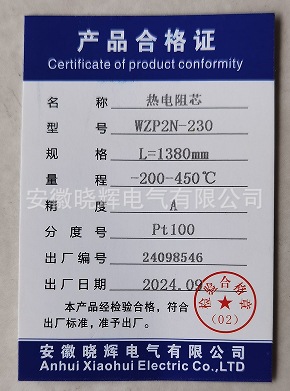 产品合格证
Certificate of product conformity
名称 热电阻芯
型号 WZP2N-230
规格 L=1380mm
量程 -200-450℃
安徽晓辉电气有限公司
精度 A
分度号 Pt100
出厂编号 24098546
出厂日期 2024.09
检验合格章
(02)
本产品经检验合格，符合
出厂标准，准予出厂。
安徽晓辉电气有限公司
Anhui Xiaohui Electric Co.,LTD